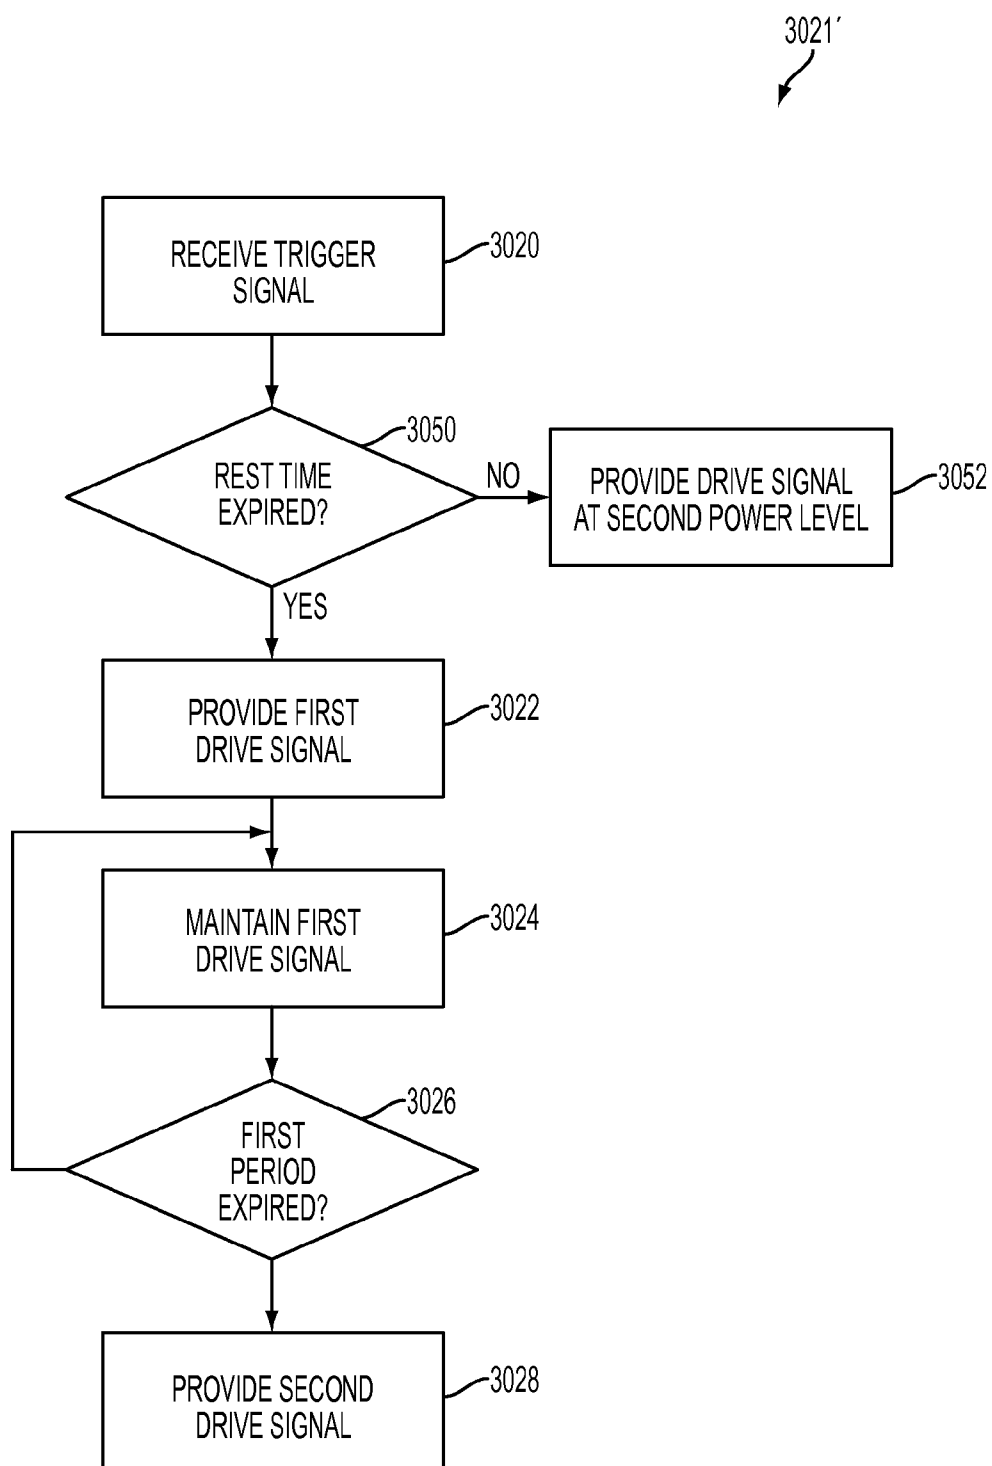 3021´
RECEIVE TRIGGER
SIGNAL
3020
REST TIME
EXPIRED?
3050
NO
PROVIDE DRIVE SIGNAL
AT SECOND POWER LEVEL
3052
YES
PROVIDE FIRST
DRIVE SIGNAL
3022
MAINTAIN FIRST
DRIVE SIGNAL
3024
FIRST
PERIOD
EXPIRED?
3026
PROVIDE SECOND
DRIVE SIGNAL
3028